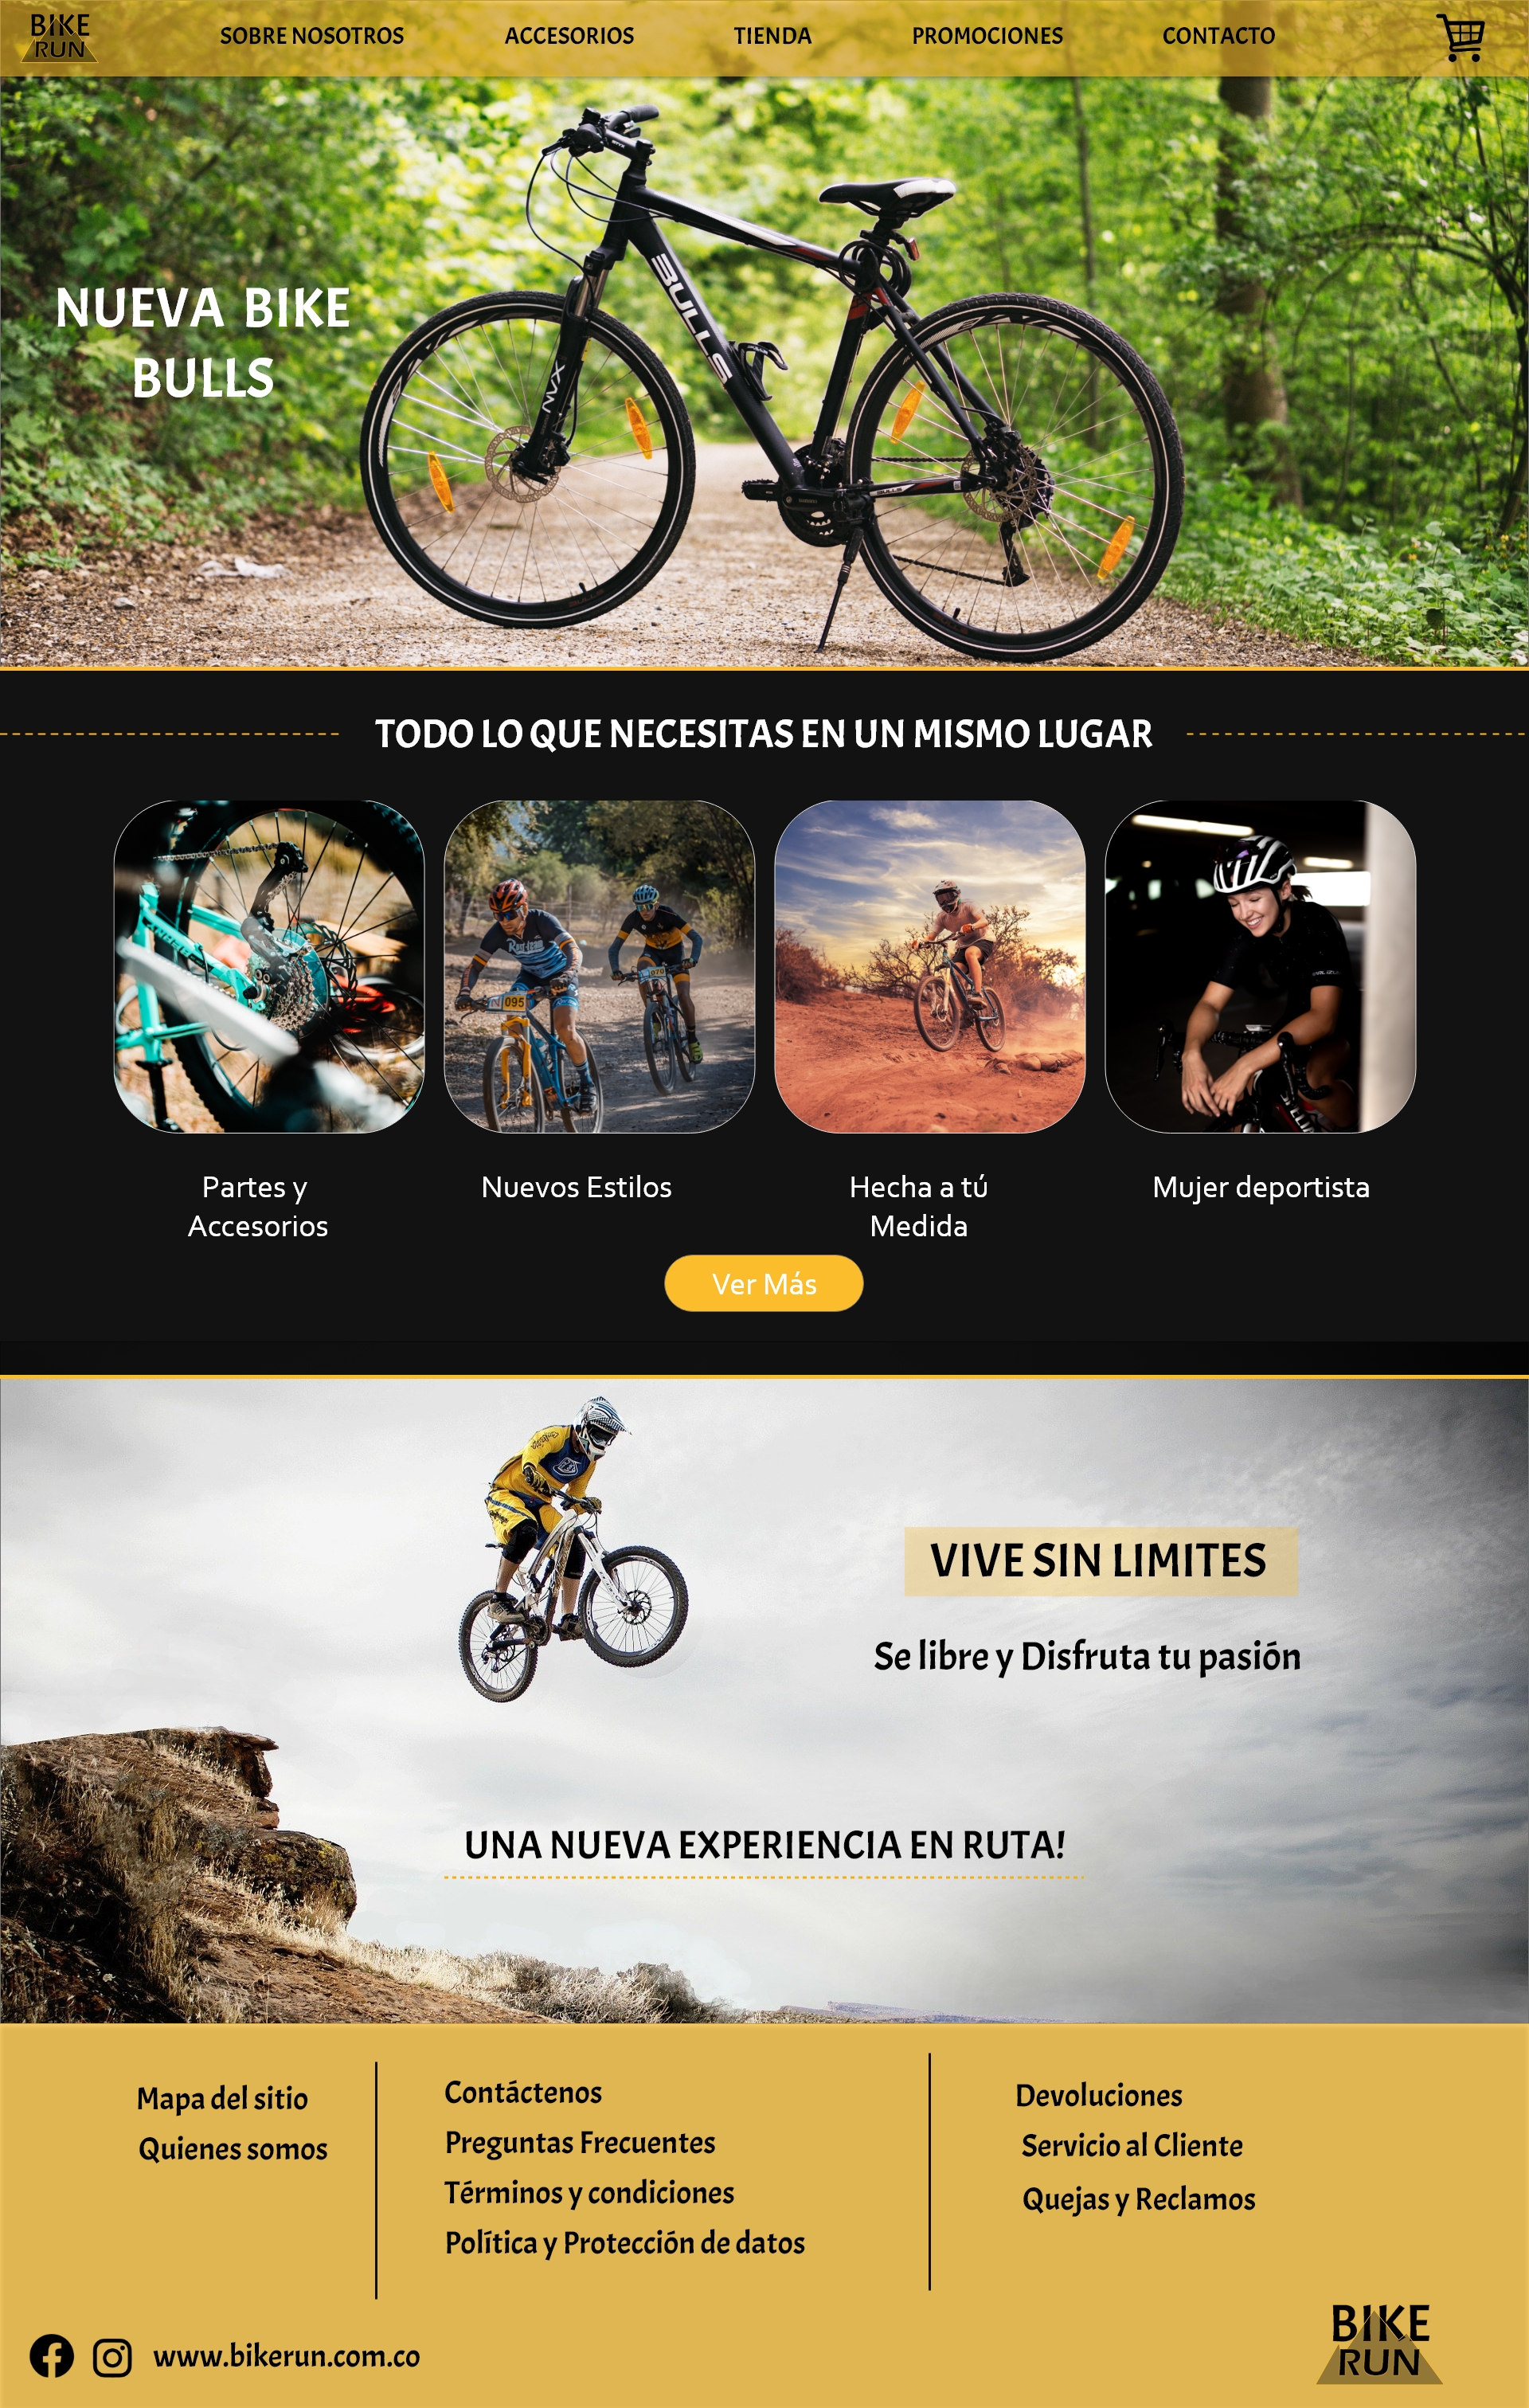 BIKE
RUN
SOBRE NOSOTROS
ACCESORIOS
TIENDA
PROMOCIONES
CONTACTO
NUEVA BIKE
BULLS
BULLS
NVX
TODO LO QUE NECESITAS EN UN MISMO LUGAR
095
070
Partes y
Accesorios
Nuevos Estilos
Hecha a tú
Medida
Mujer deportista
Ver Más
VIVE SIN LIMITES
Se libre y Disfruta tu pasión
UNA NUEVA EXPERIENCIA EN RUTA!
Mapa del sitio
Quienes somos
Contáctenos
Preguntas Frecuentes
Términos y condiciones
Política y Protección de datos
Devoluciones
Servicio al Cliente
Quejas y Reclamos
www.bikerun.com.co
BIKE
RUN